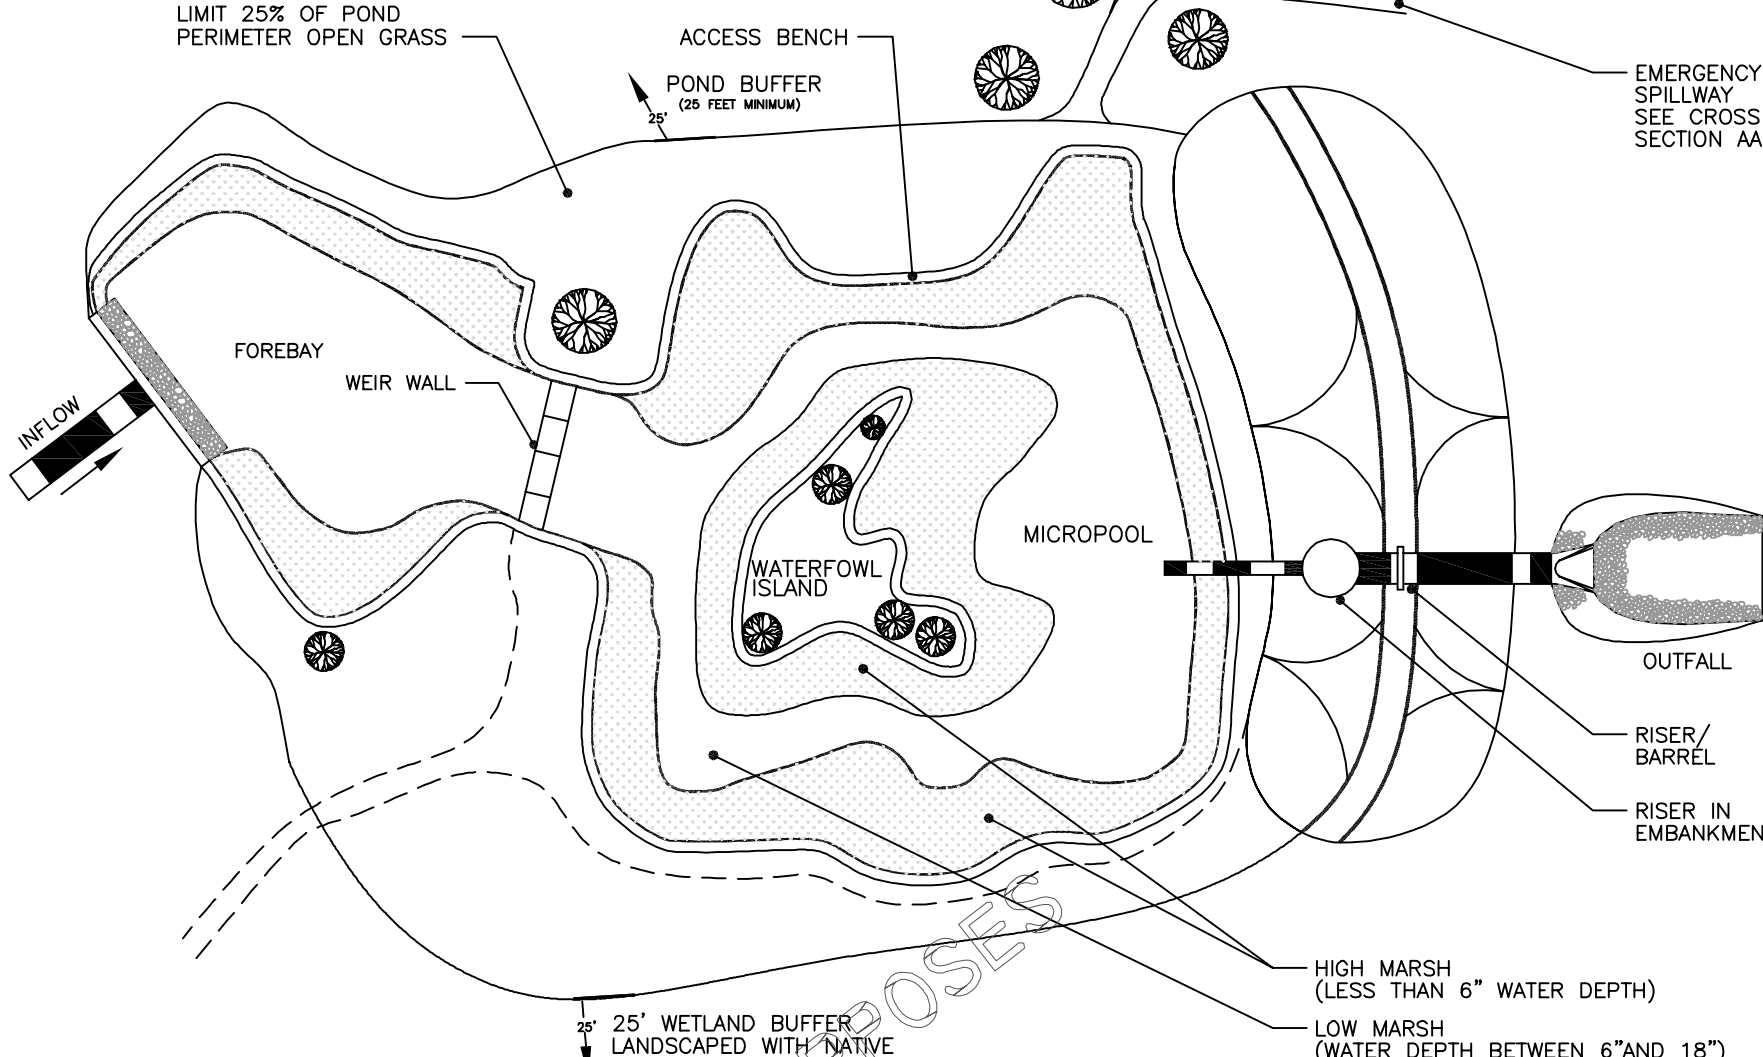 LIMIT 25% OF POND
PERIMETER OPEN GRASS
ACCESS BENCH
POND BUFFER
(25 FEET MINIMUM)
25'
EMERGENCY
SPILLWAY
SEE CROSS
SECTION AA
FOREBAY
WEIR WALL
INFLOW
MICROPOOL
WATERFOWL
ISLAND
OUTFALL
RISER/
BARREL
RISER IN
EMBANKMEN
HIGH MARSH
(LESS THAN 6" WATER DEPTH)
LOW MARSH
(WATER DEPTH BETWEEN 6"AND 18")
25'
25' WETLAND BUFFER
LANDSCAPED WITH NATIVE
POSES